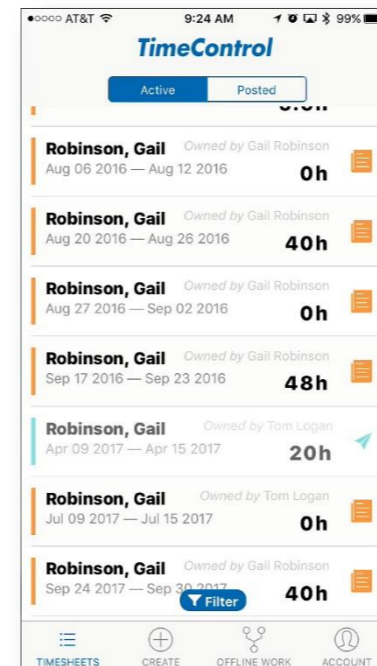 ●○○○○ AT&T 9:24 AM 99%
TimeControl
Active Posted
Robinson, Gail Owned by Gail Robinson
Aug 06 2016 — Aug 12 2016 0h
Robinson, Gail Owned by Gail Robinson
Aug 20 2016 — Aug 26 2016 40h
Robinson, Gail Owned by Gail Robinson
Aug 27 2016 — Sep 02 2016 0h
Robinson, Gail Owned by Gail Robinson
Sep 17 2016 — Sep 23 2016 48h
Robinson, Gail Owned by Tom Logan
Apr 09 2017 — Apr 15 2017 20h
Robinson, Gail Owned by Tom Logan
Jul 09 2017 — Jul 15 2017 0h
Robinson, Gail Owned by Gail Robinson
Sep 24 2017 — Sep 30 2017 40h
Filter
TIMESHEETS CREATE OFFLINE WORK ACCOUNT